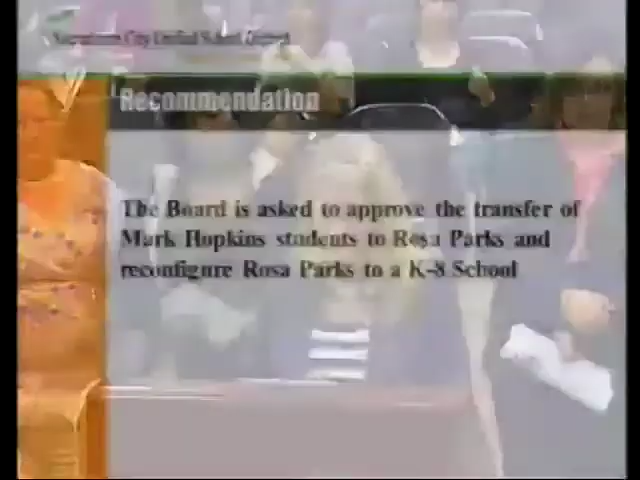 Sacramento City Unified School District
Recommendation
The Board is asked to approve the transfer of
Mark Hopkins students to Rosa Parks and
reconfigure Rosa Parks to a K-8 School